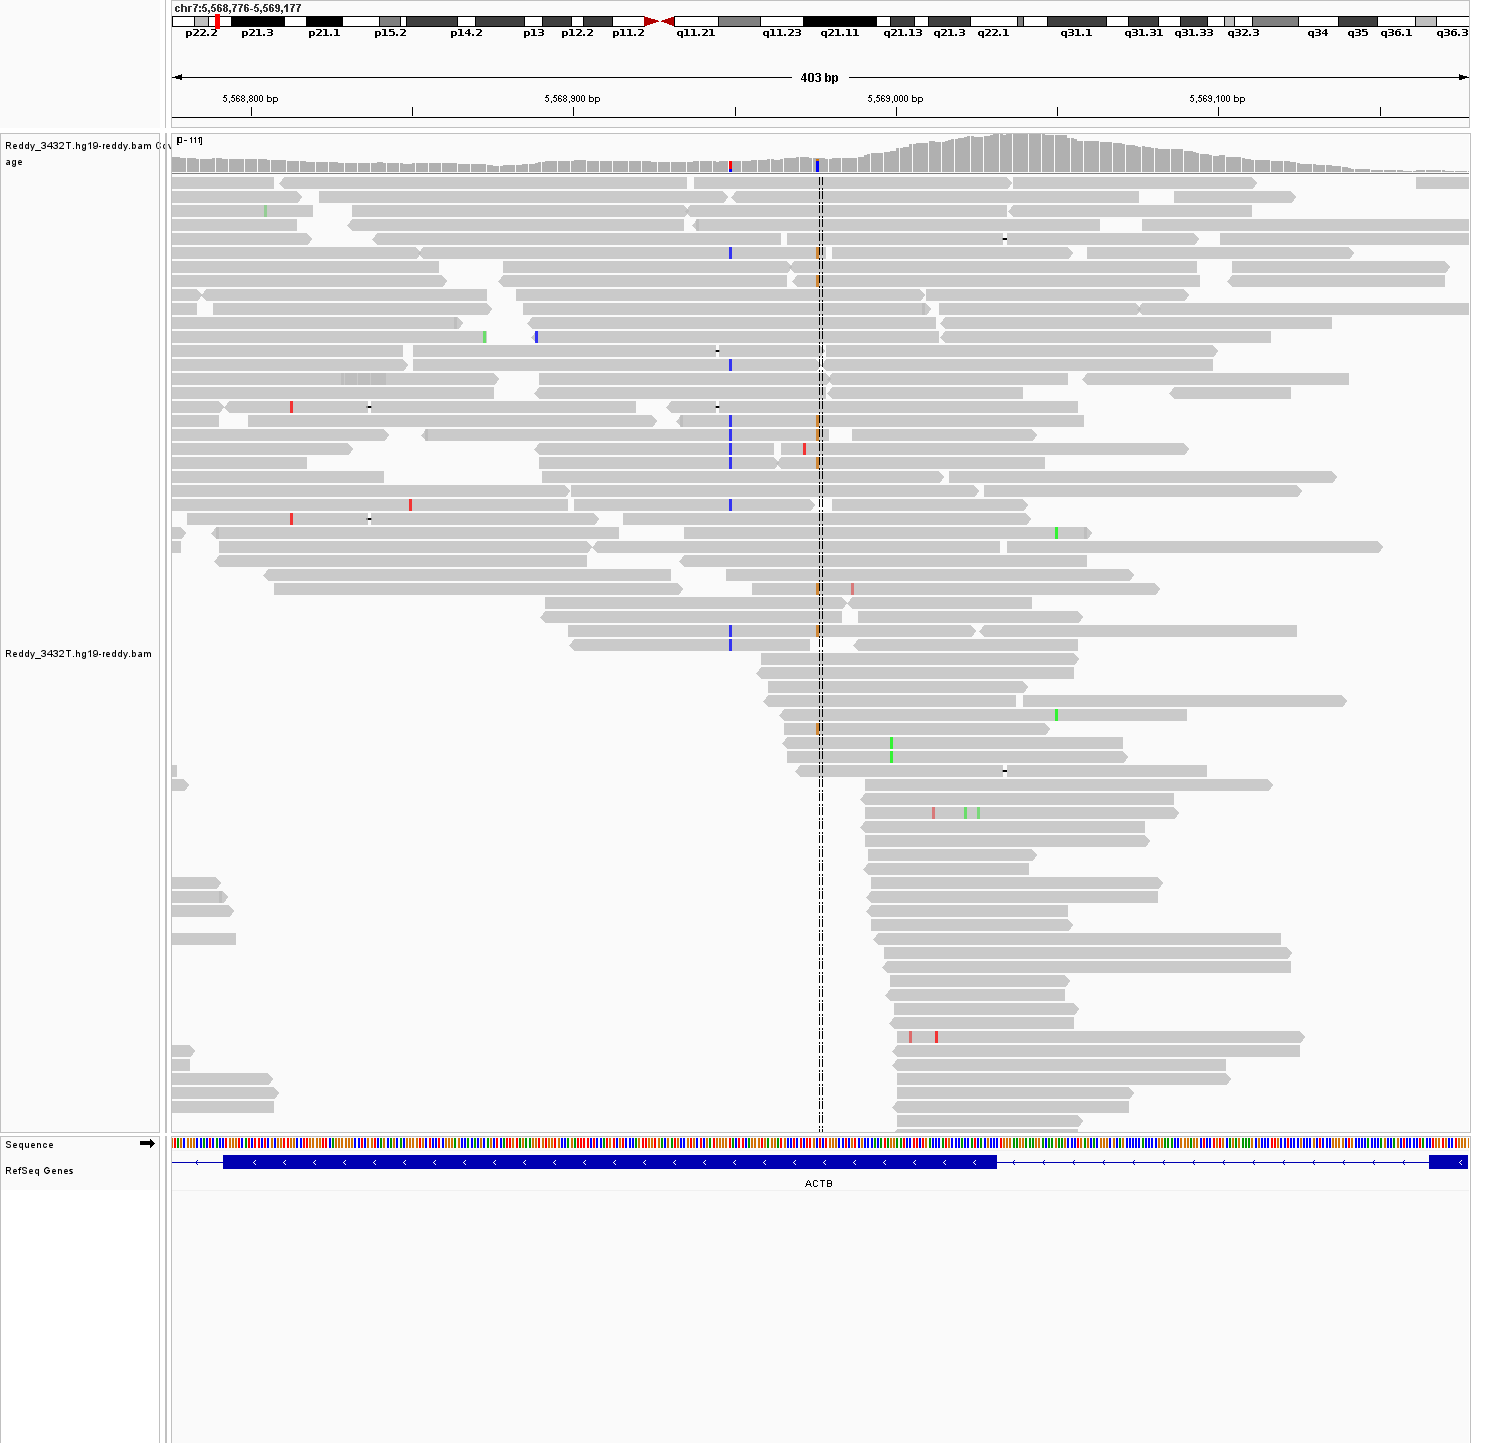 chr7:5,568,776-5,569,177
p22.2 p21.3 p21.1 p15.2 p14.2 p13 p12.2 p11.2 q11.21 q11.23 q21.11 q21.13 q21.3 q22.1 q31.1 q31.31 q31.33 q32.3 q34 q35 q36.1 q36.3
403 bp
5,568,800 bp 5,568,900 bp 5,569,000 bp 5,569,100 bp
[0 - 111]
Reddy_3432T.hg19-reddy.bam Cov
age
Reddy_3432T.hg19-reddy.bam
Sequence
RefSeq Genes
ACTB